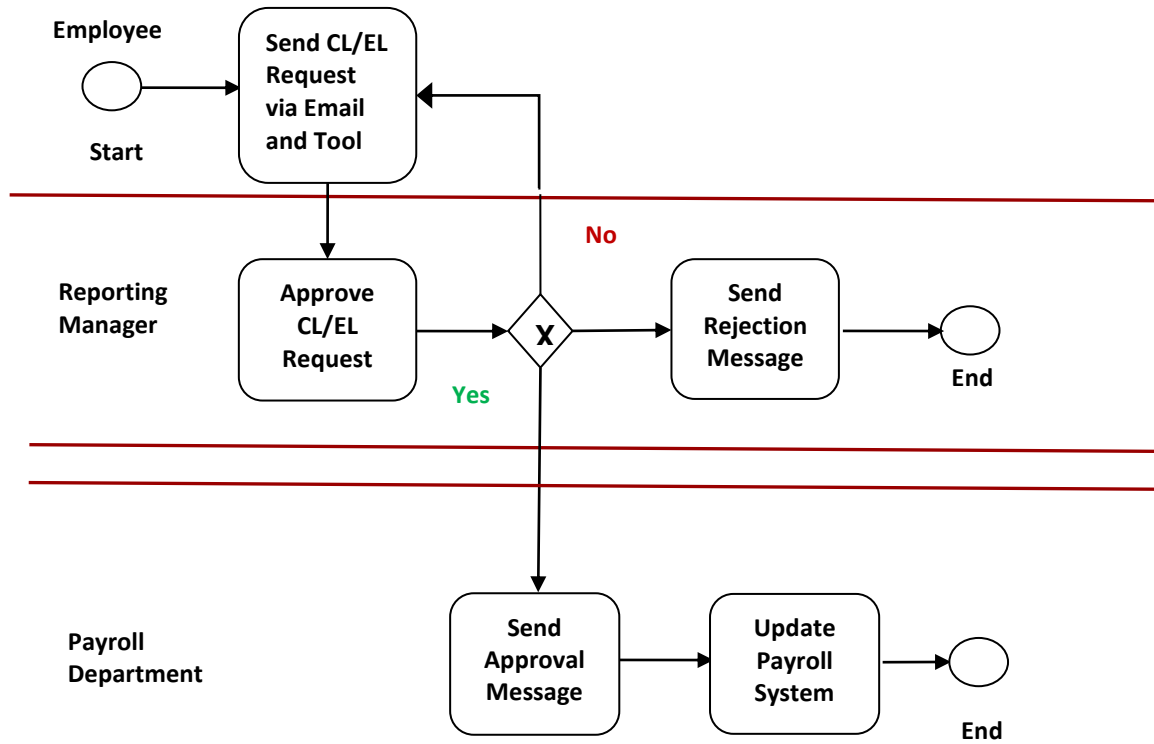 Employee
Start
Send CL/EL
Request
via Email
and Tool
No
Reporting
Manager
Approve
CL/EL
Request
X
Yes
Send
Rejection
Message
End
Payroll
Department
Send
Approval
Message
Update
Payroll
System
End